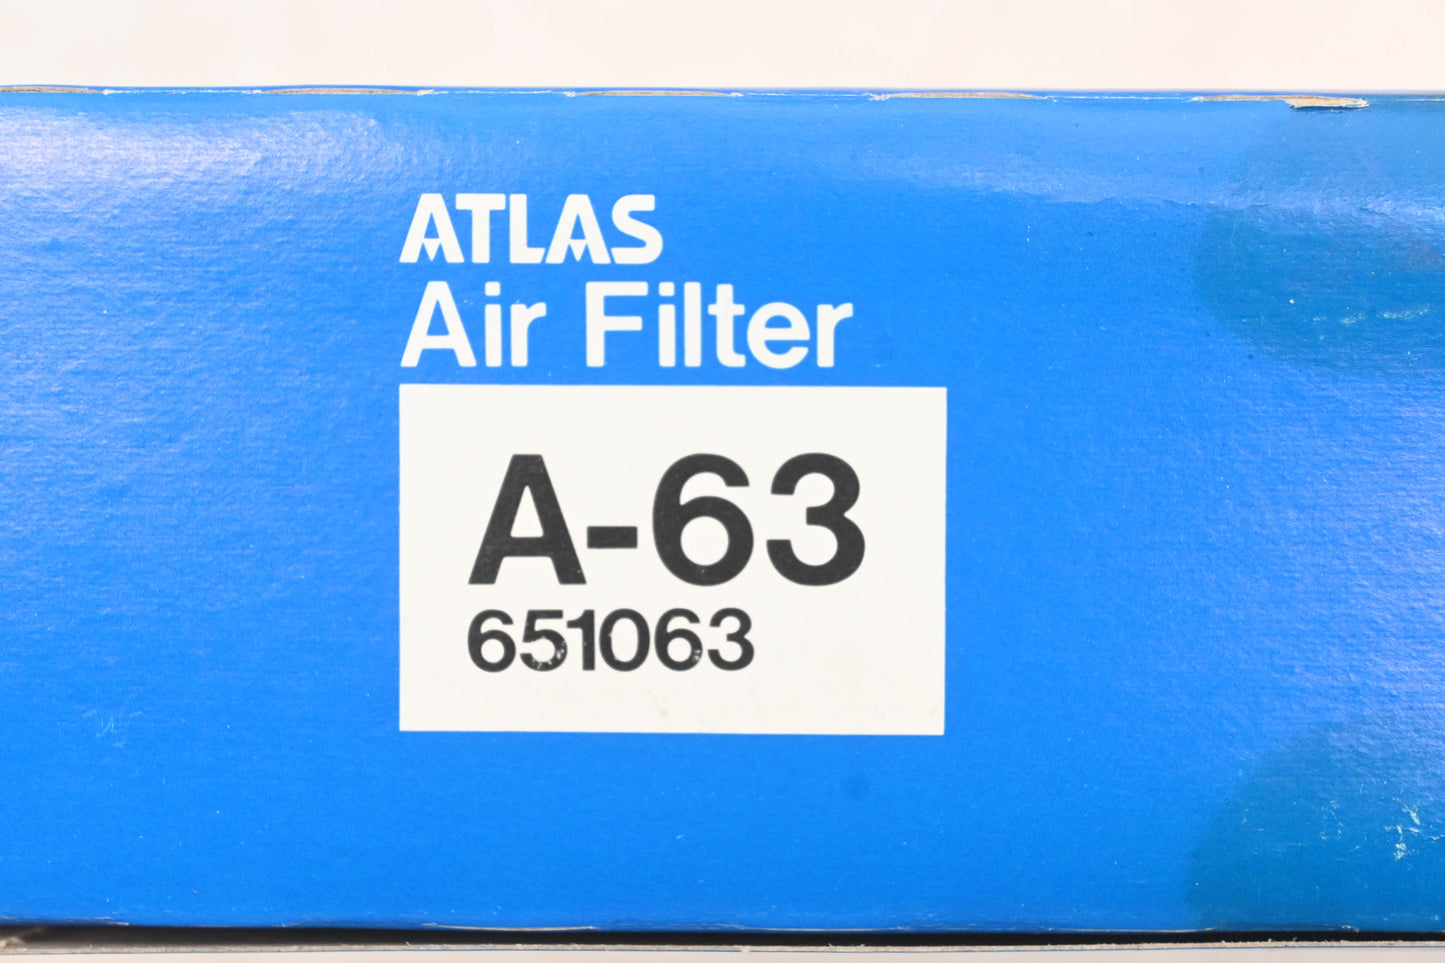 ATLAS
Air Filter
A-63
651063